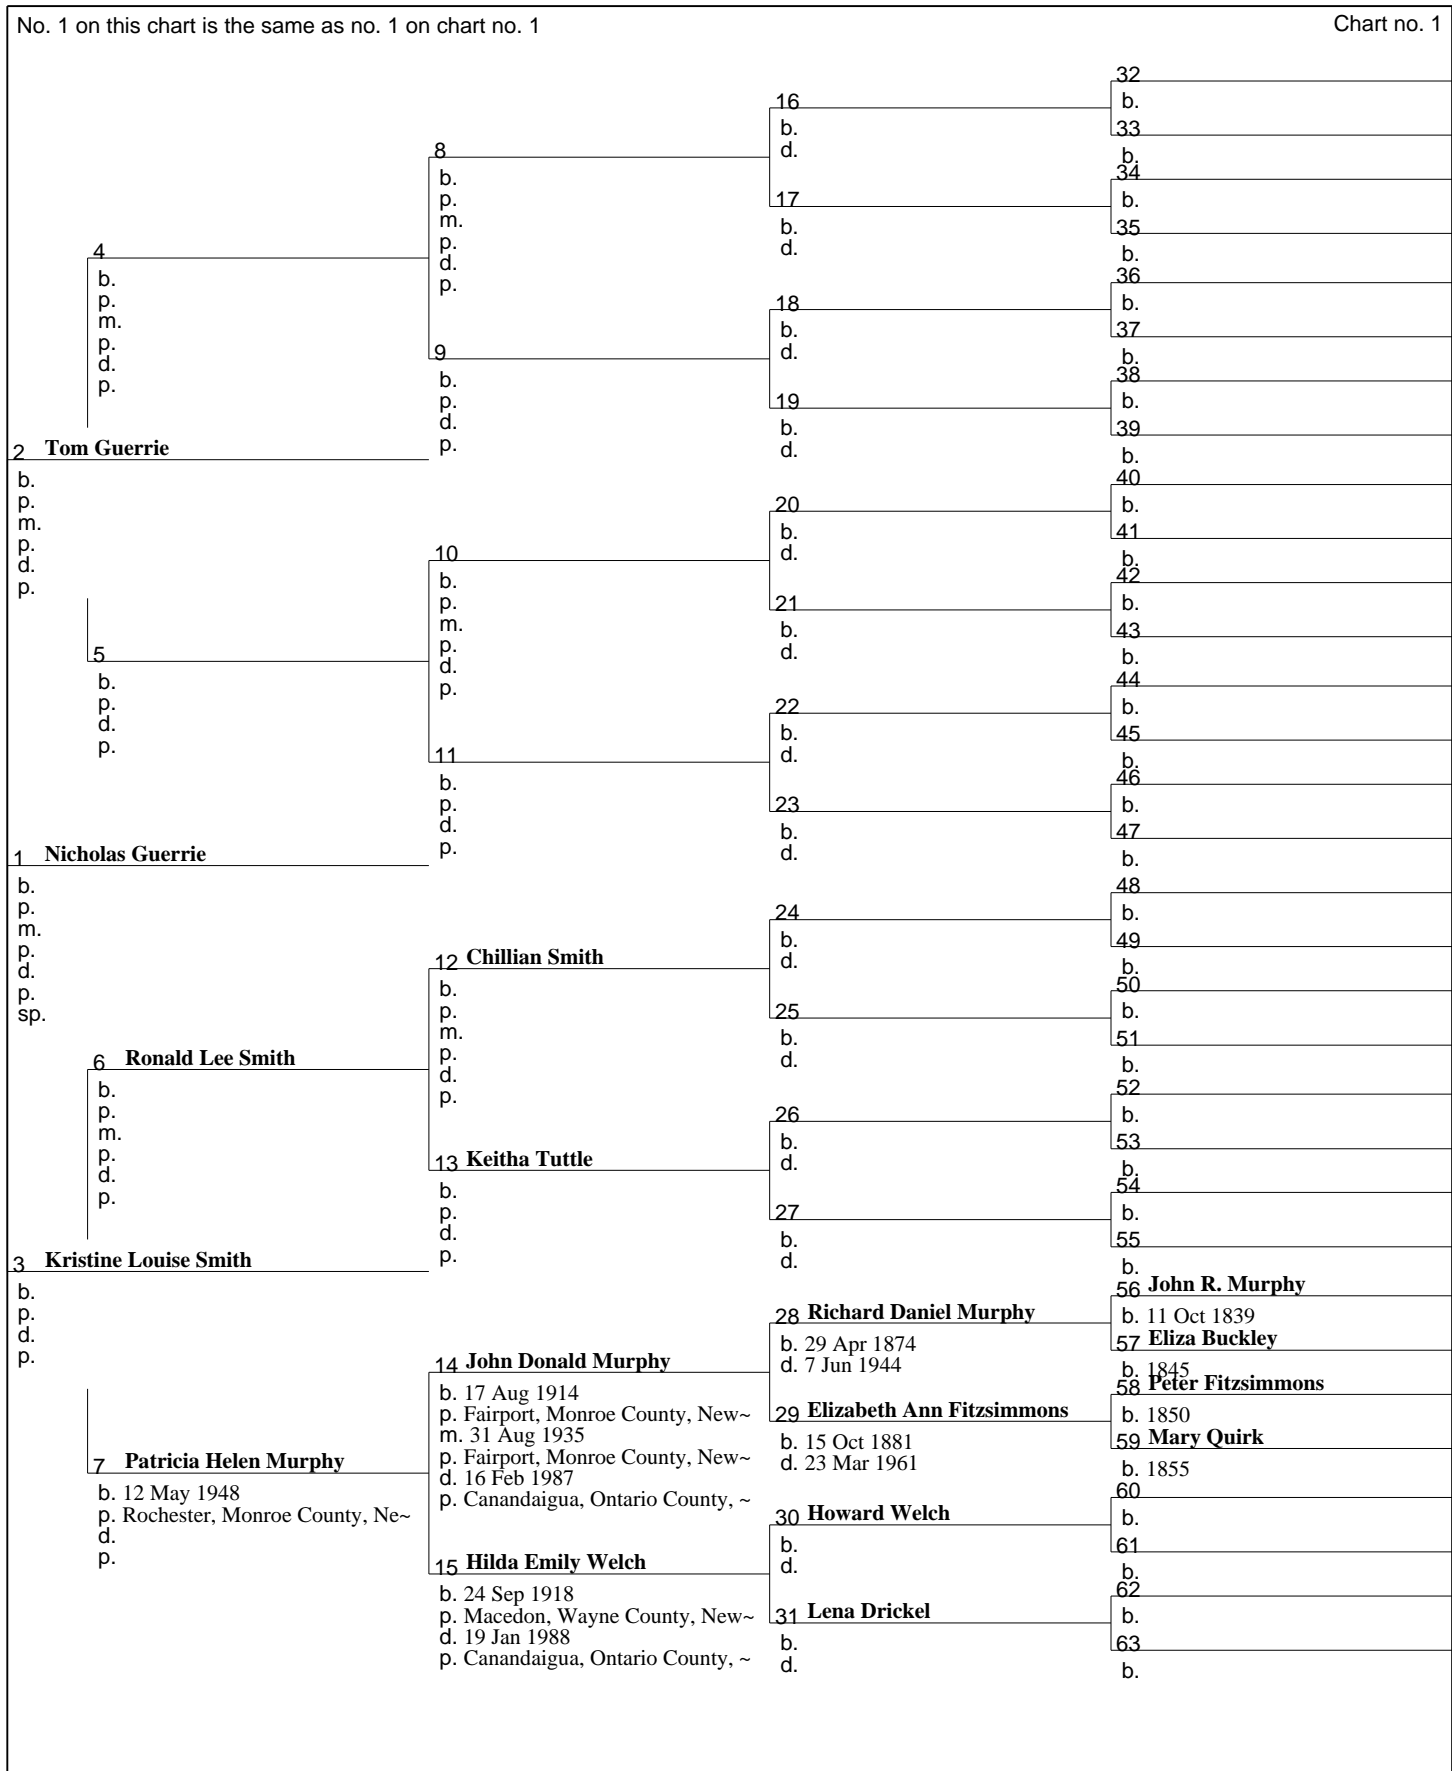 No. 1 on this chart is the same as no. 1 on chart no. 1
Chart no. 1
2 Tom Guerrie
b.
p.
m.
p.
d.
p.
1 Nicholas Guerrie
b.
p.
m.
p.
d.
p.
sp.
3 Kristine Louise Smith
b.
p.
d.
p.
4
b.
p.
m.
p.
d.
p.
5
b.
p.
d.
p.
6 Ronald Lee Smith
b.
p.
m.
p.
d.
p.
7 Patricia Helen Murphy
b. 12 May 1948
p. Rochester, Monroe County, Ne~
d.
p.
8
b.
p.
m.
p.
d.
p.
9
b.
p.
d.
p.
10
b.
p.
m.
p.
d.
p.
11
b.
p.
d.
p.
12 Chillian Smith
b.
p.
m.
p.
d.
p.
13 Keitha Tuttle
b.
p.
d.
p.
14 John Donald Murphy
b. 17 Aug 1914
p. Fairport, Monroe County, New~
m. 31 Aug 1935
p. Fairport, Monroe County, New~
d. 16 Feb 1987
p. Canandaigua, Ontario County, ~
15 Hilda Emily Welch
b. 24 Sep 1918
p. Macedon, Wayne County, New~
d. 19 Jan 1988
p. Canandaigua, Ontario County, ~
16
b.
d.
17
b.
d.
18
b.
d.
19
b.
d.
20
b.
d.
21
b.
d.
22
b.
d.
23
b.
d.
24
b.
d.
25
b.
d.
26
b.
d.
27
b.
d.
28 Richard Daniel Murphy
b. 29 Apr 1874
d. 7 Jun 1944
29 Elizabeth Ann Fitzsimmons
b. 15 Oct 1881
d. 23 Mar 1961
30 Howard Welch
b.
d.
31 Lena Drickel
b.
d.
32
b.
33
b.
34
b.
35
b.
36
b.
37
b.
38
b.
39
b.
40
b.
41
b.
42
b.
43
b.
44
b.
45
b.
46
b.
47
b.
48
b.
49
b.
50
b.
51
b.
52
b.
53
b.
54
b.
55
b.
56 John R. Murphy
b. 11 Oct 1839
57 Eliza Buckley
b. 1845
58 Peter Fitzsimmons
b. 1850
59 Mary Quirk
b. 1855
60
b.
61
b.
62
b.
63
b.